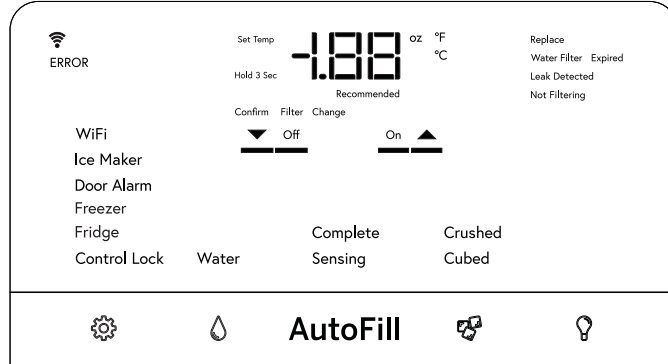 Set Temp -1.88 oz °F Replace
ERROR °C Water Filter Expired
Hold 3 Sec Leak Detected
Recommended Not Filtering
Confirm Filter Change
WiFi Off On
Ice Maker
Door Alarm
Freezer
Fridge Complete Crushed
Control Lock Water Sensing Cubed
AutoFill